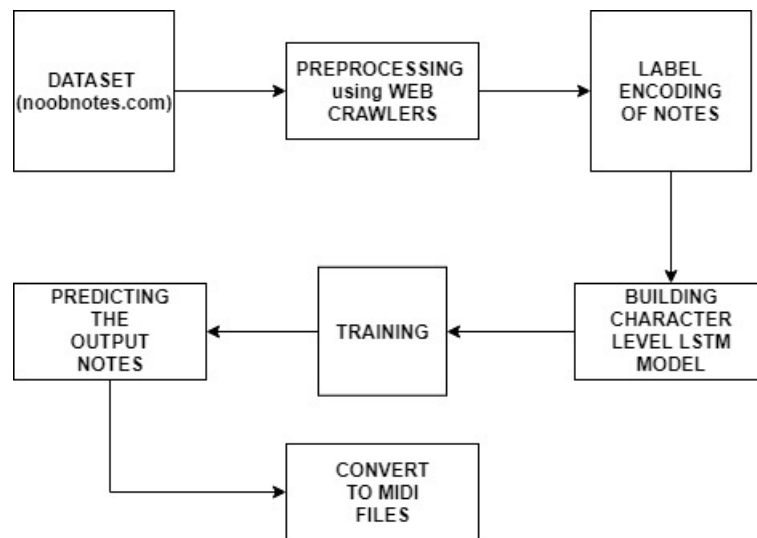 DATASET
(noobnotes.com)
PREPROCESSING
using WEB
CRAWLERS
LABEL
ENCODING
OF NOTES
BUILDING
CHARACTER
LEVEL LSTM
MODEL
TRAINING
PREDICTING
THE
OUTPUT
NOTES
CONVERT
TO MIDI
FILES